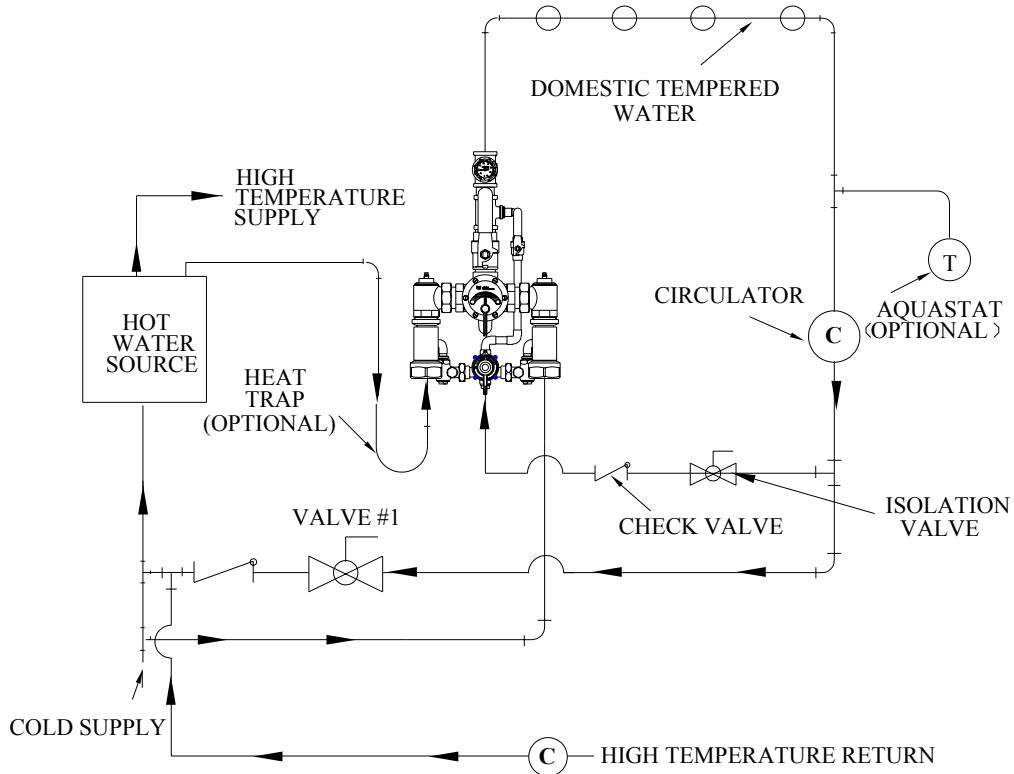 DOMESTIC TEMPERED
WATER
HIGH
TEMPERATURE
SUPPLY
T
CIRCULATOR
AQUASTAT
(OPTIONAL)
C
HOT
WATER
SOURCE
HEAT
TRAP
(OPTIONAL)
ISOLATION
VALVE
CHECK VALVE
VALVE #1
COLD SUPPLY
C
HIGH TEMPERATURE RETURN